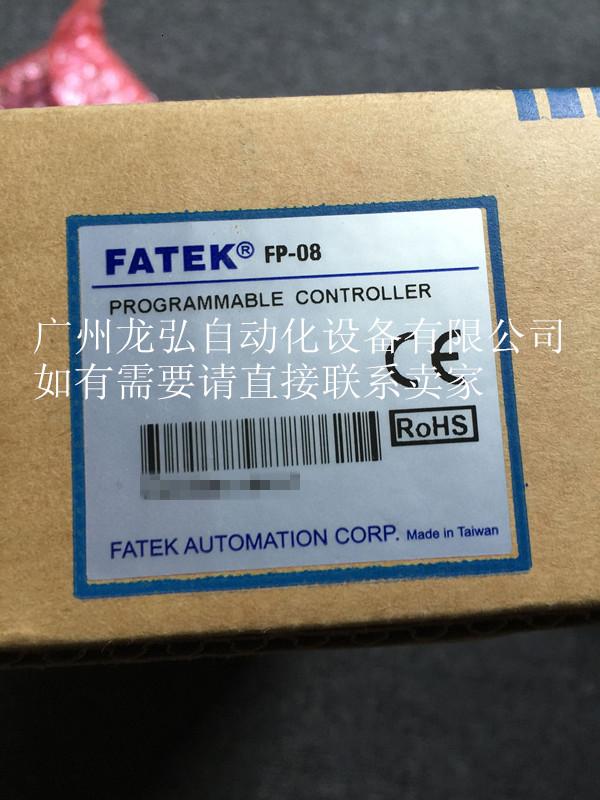 FATEK® FP-08
PROGRAMMABLE CONTROLLER
广州龙弘自动化设备有限公司
CE
如有需要请直接联系卖家
RoHS
FATEK AUTOMATION CORP. Made in Taiwan